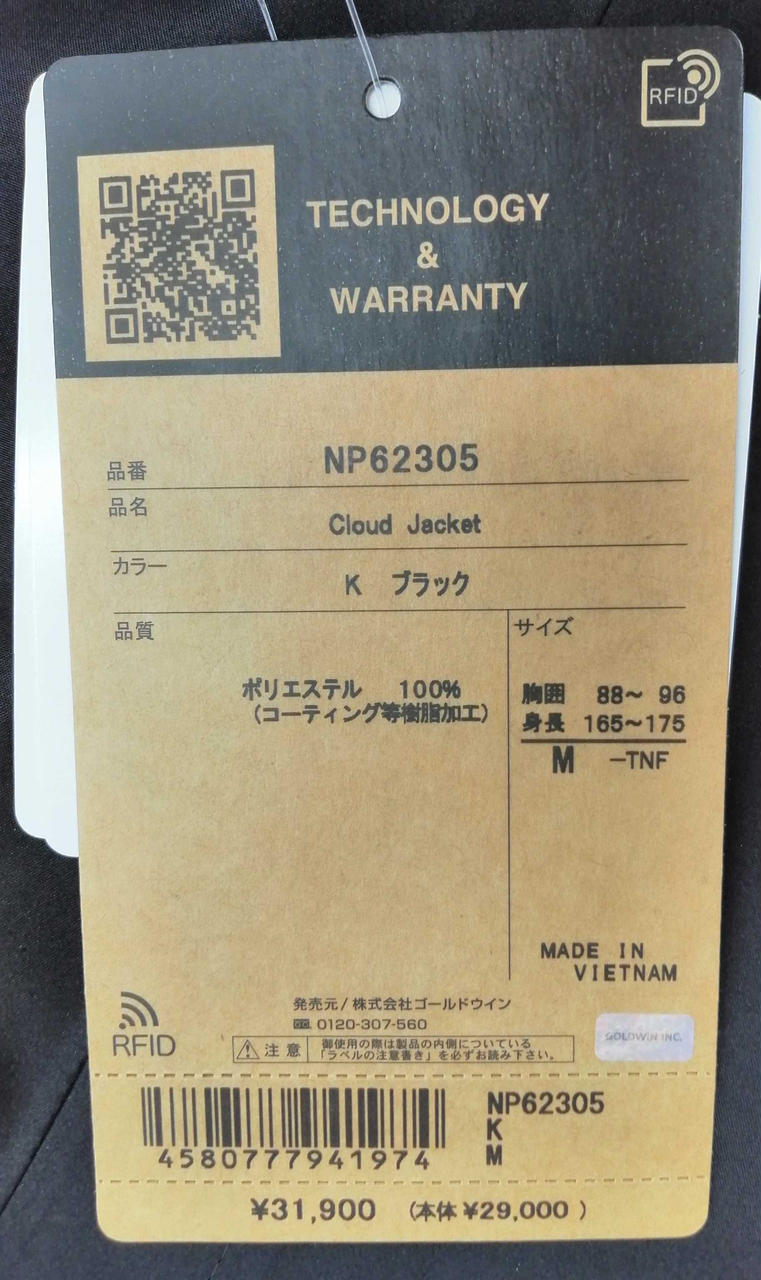 RFID
TECHNOLOGY
&
WARRANTY
品番 NP62305
品名 Cloud Jacket
カラー K ブラック
品質
ポリエステル 100%
(コーティング等樹脂加工)
サイズ
胸囲 88～ 96
身長 165～175
M -TNF
MADE IN
VIETNAM
RFID
発売元/株式会社ゴールドウイン
0120-307-560
注意 御使用の際は製品の内側についている
「ラベルの注意書き」を必ずお読み下さい。
GOLDWIN INC.
4580777941974
NP62305
K
M
¥31,900 (本体¥29,000 )